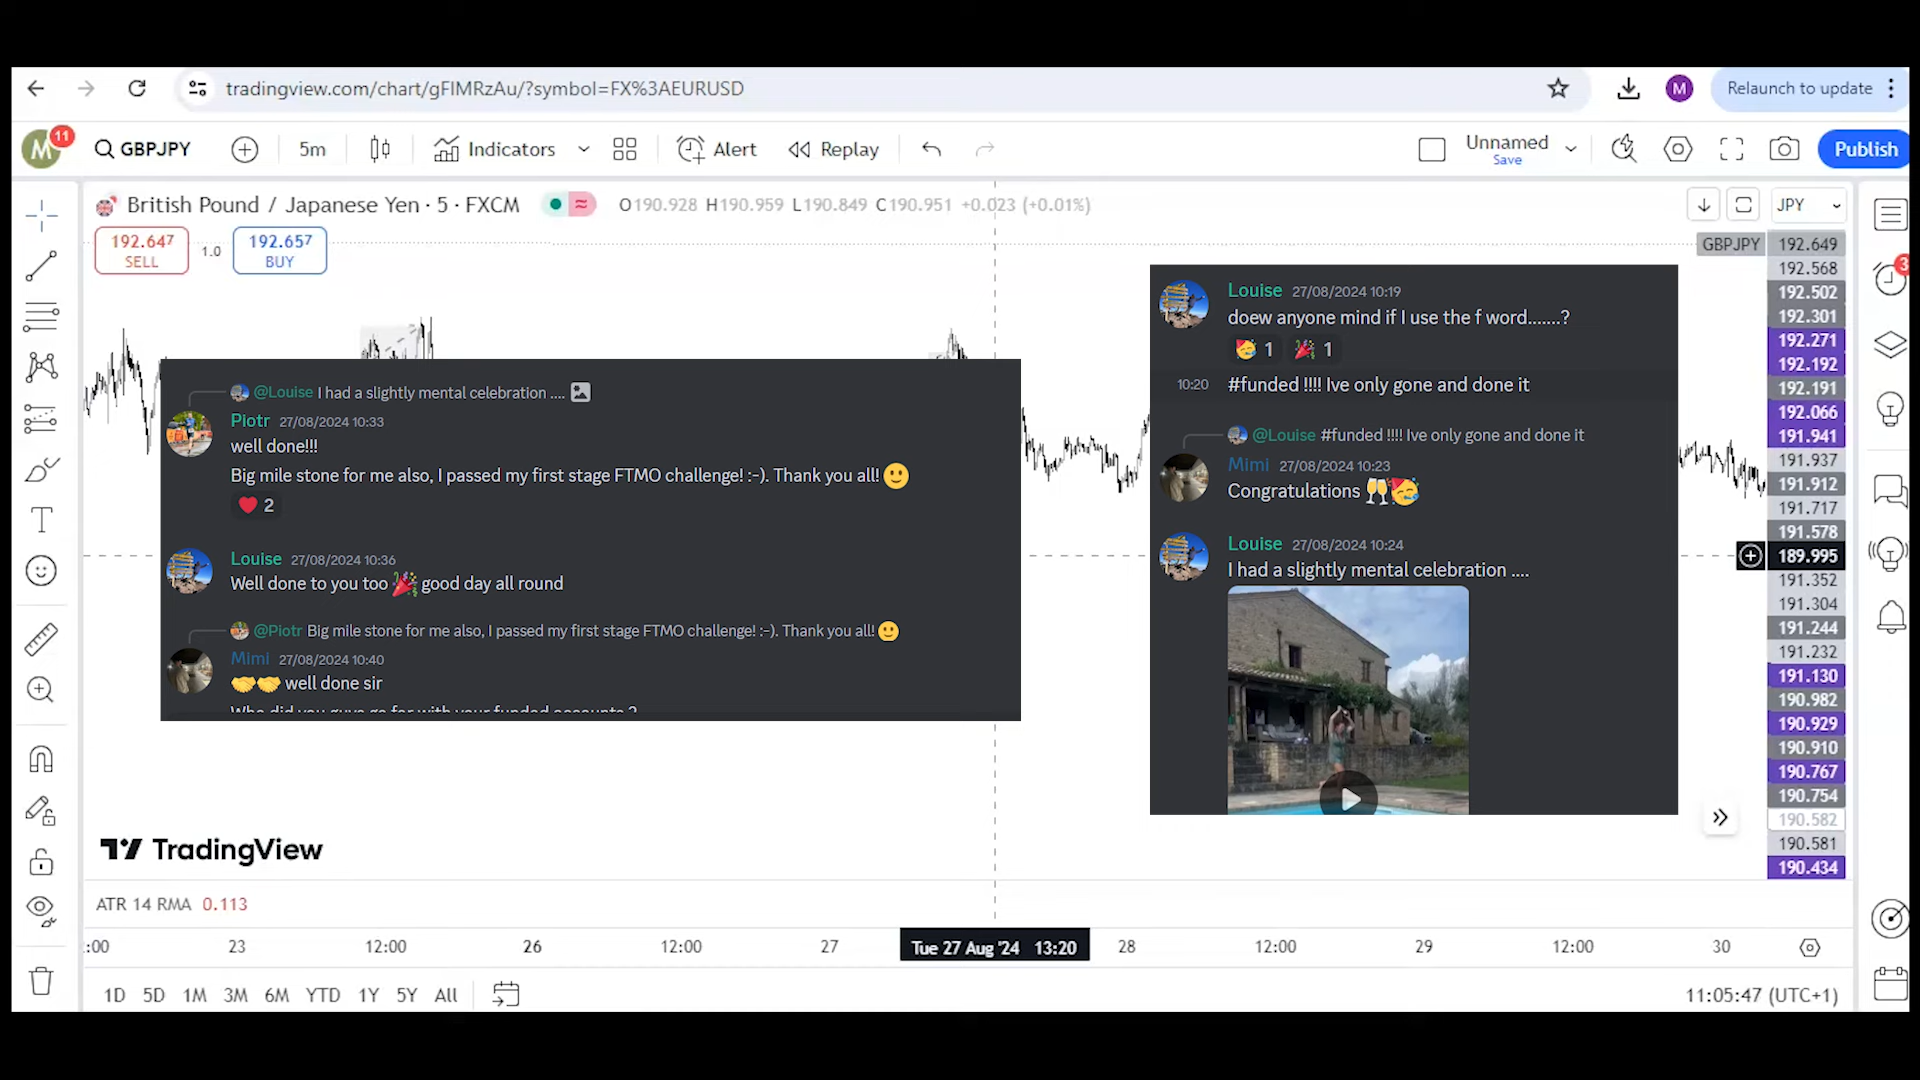 tradingview.com/chart/gFlMRzAu/?symbol=FX%3AEURUSD
M
Relaunch to update
M
11
GBPJPY
5m
Indicators
Alert
Replay
Unnamed
Save
Publish
British Pound / Japanese Yen · 5 · FXCM
O190.928 H190.959 L190.849 C190.951 +0.023 (+0.01%)
JPY
192.647
SELL
1.0
192.657
BUY
GBPJPY 192.649
192.568
192.502
192.301
192.271
192.192
192.191
192.066
191.941
191.937
191.912
191.717
191.578
189.995
191.352
191.304
191.244
191.232
191.130
190.982
190.929
190.910
190.767
190.754
190.582
190.581
190.434
3
@Louise I had a slightly mental celebration ....
Piotr 27/08/2024 10:33
well done!!!
Big mile stone for me also, I passed my first stage FTMO challenge! :-). Thank you all! 🙂
❤️ 2
Louise 27/08/2024 10:36
Well done to you too 🎉 good day all round
@Piotr Big mile stone for me also, I passed my first stage FTMO challenge! :-). Thank you all! 🙂
Mimi 27/08/2024 10:40
🤝🤝 well done sir
Who did you guys go for with your funded accounts ?
Louise 27/08/2024 10:19
doew anyone mind if I use the f word.......?
🥳 1 🎉 1
10:20 #funded !!!! Ive only gone and done it
@Louise #funded !!!! Ive only gone and done it
Mimi 27/08/2024 10:23
Congratulations 🥂🥳
Louise 27/08/2024 10:24
I had a slightly mental celebration ....
TradingView
ATR 14 RMA 0.113
:00 23 12:00 26 12:00 27 Tue 27 Aug '24 13:20 28 12:00 29 12:00 30
1D 5D 1M 3M 6M YTD 1Y 5Y All
11:05:47 (UTC+1)